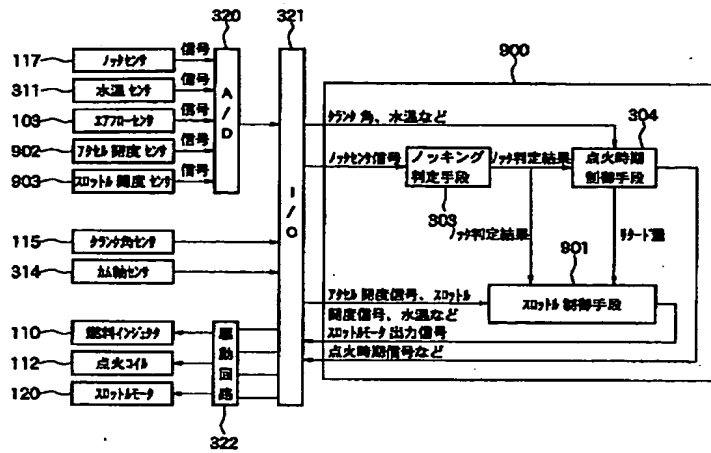 320
321
900
117
ノックセンサ
信号
311
水温センサ
信号
103
エアフローセンサ
信号
902
アクセル開度センサ
信号
903
スロットル開度センサ
信号
A/D
I/O
クランク角、水温など
304
ノックセンサ信号
ノッキング
判定手段
303
ノック判定結果
点火時期
制御手段
115
クランク角センサ
314
カム軸センサ
ノック判定結果
901
リタード量
アクセル開度信号、スロットル
開度信号、水温など
スロットル制御手段
スロットルモータ出力信号
点火時期信号など
110
燃料インジェクタ
112
点火コイル
120
スロットルモータ
駆動回路
322